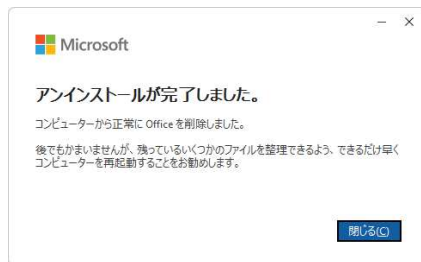 Microsoft
アンインストールが完了しました。
コンピューターから正常に Office を削除しました。
後でもかまいませんが、残っているいくつかのファイルを整理できるよう、できるだけ早く
コンピューターを再起動することをお勧めします。
閉じる(C)